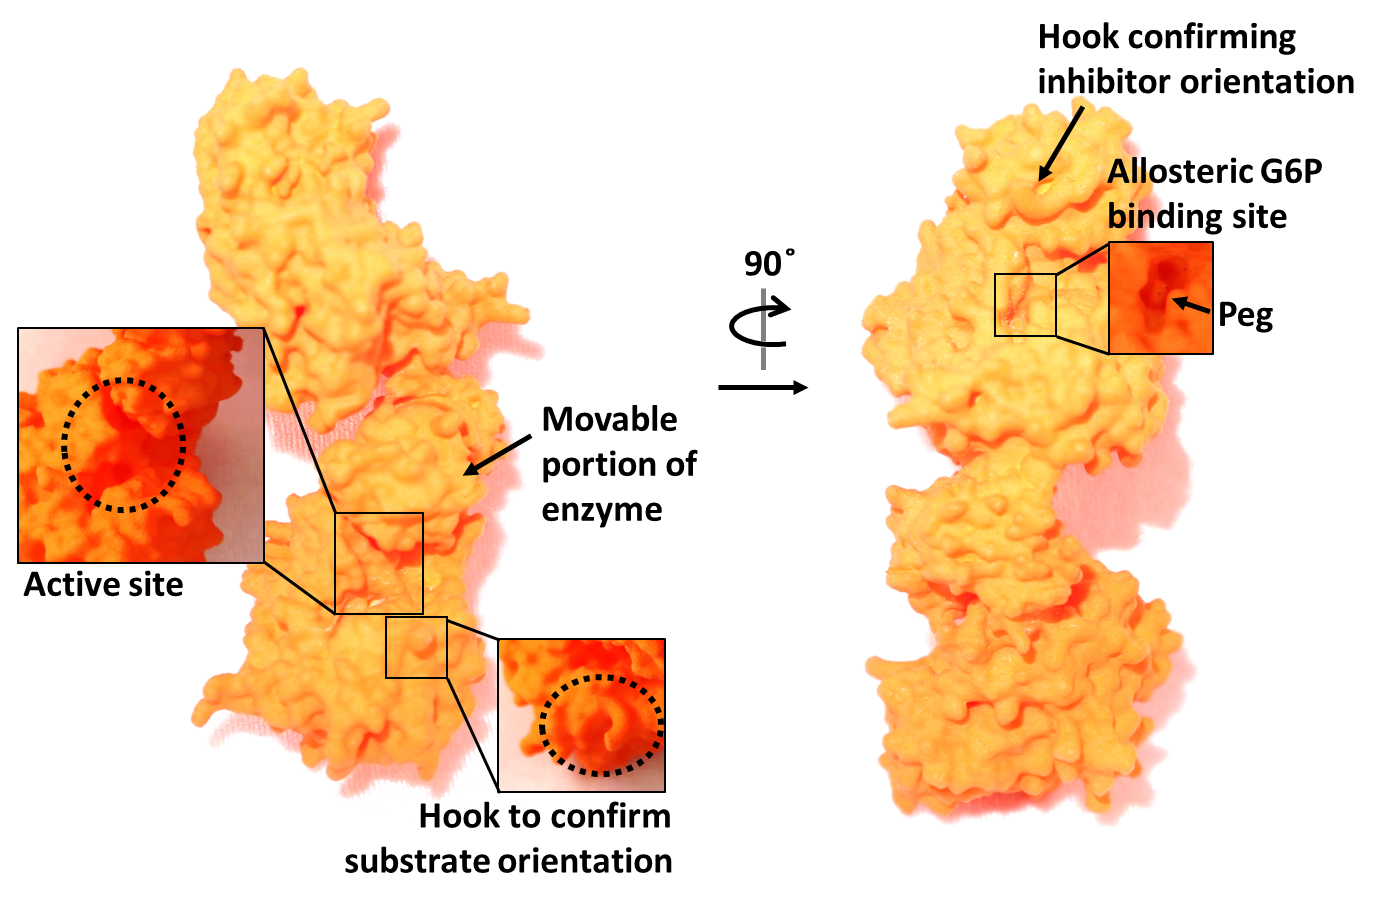 Hook confirming
inhibitor orientation
Allosteric G6P
binding site
90°
Peg
Movable
portion of
enzyme
Active site
Hook to confirm
substrate orientation